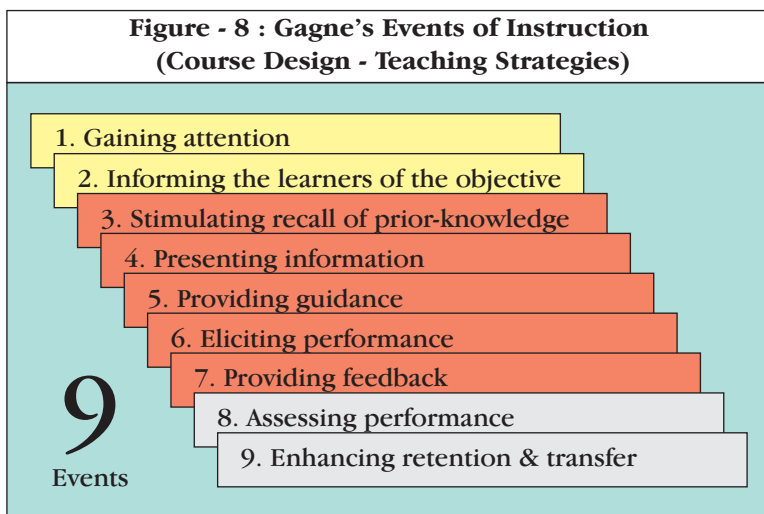 Figure - 8 : Gagne's Events of Instruction
(Course Design - Teaching Strategies)
1. Gaining attention
2. Informing the learners of the objective
3. Stimulating recall of prior-knowledge
4. Presenting information
5. Providing guidance
6. Eliciting performance
7. Providing feedback
8. Assessing performance
9. Enhancing retention & transfer
9
Events